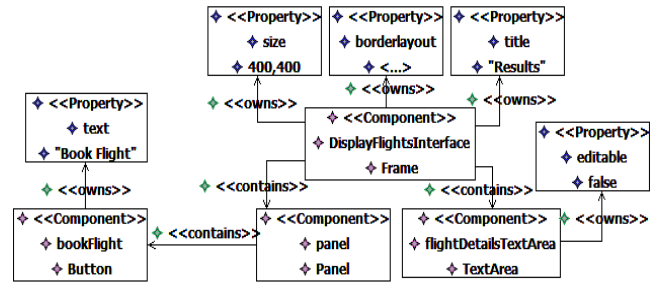 <<Property>>
size
400,400
<<Property>>
borderlayout
<...>
<<Property>>
title
"Results"
<<owns>>
<<owns>>
<<owns>>
<<Property>>
text
"Book Flight"
<<Component>>
DisplayFlightsInterface
Frame
<<Property>>
editable
false
<<owns>>
<<contains>>
<<contains>>
<<Component>>
bookFlight
Button
<<contains>>
<<Component>>
panel
Panel
<<Component>>
flightDetailsTextArea
TextArea
<<owns>>